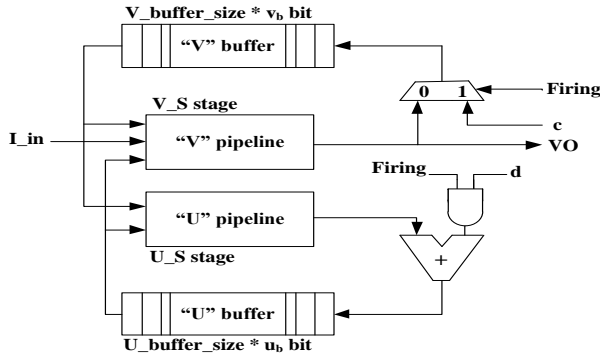 V_buffer_size * v_b bit
“V” buffer
0 1
Firing
V_S stage
c
I_in
“V” pipeline
VO
Firing
d
“U” pipeline
+
U_S stage
“U” buffer
U_buffer_size * u_b bit